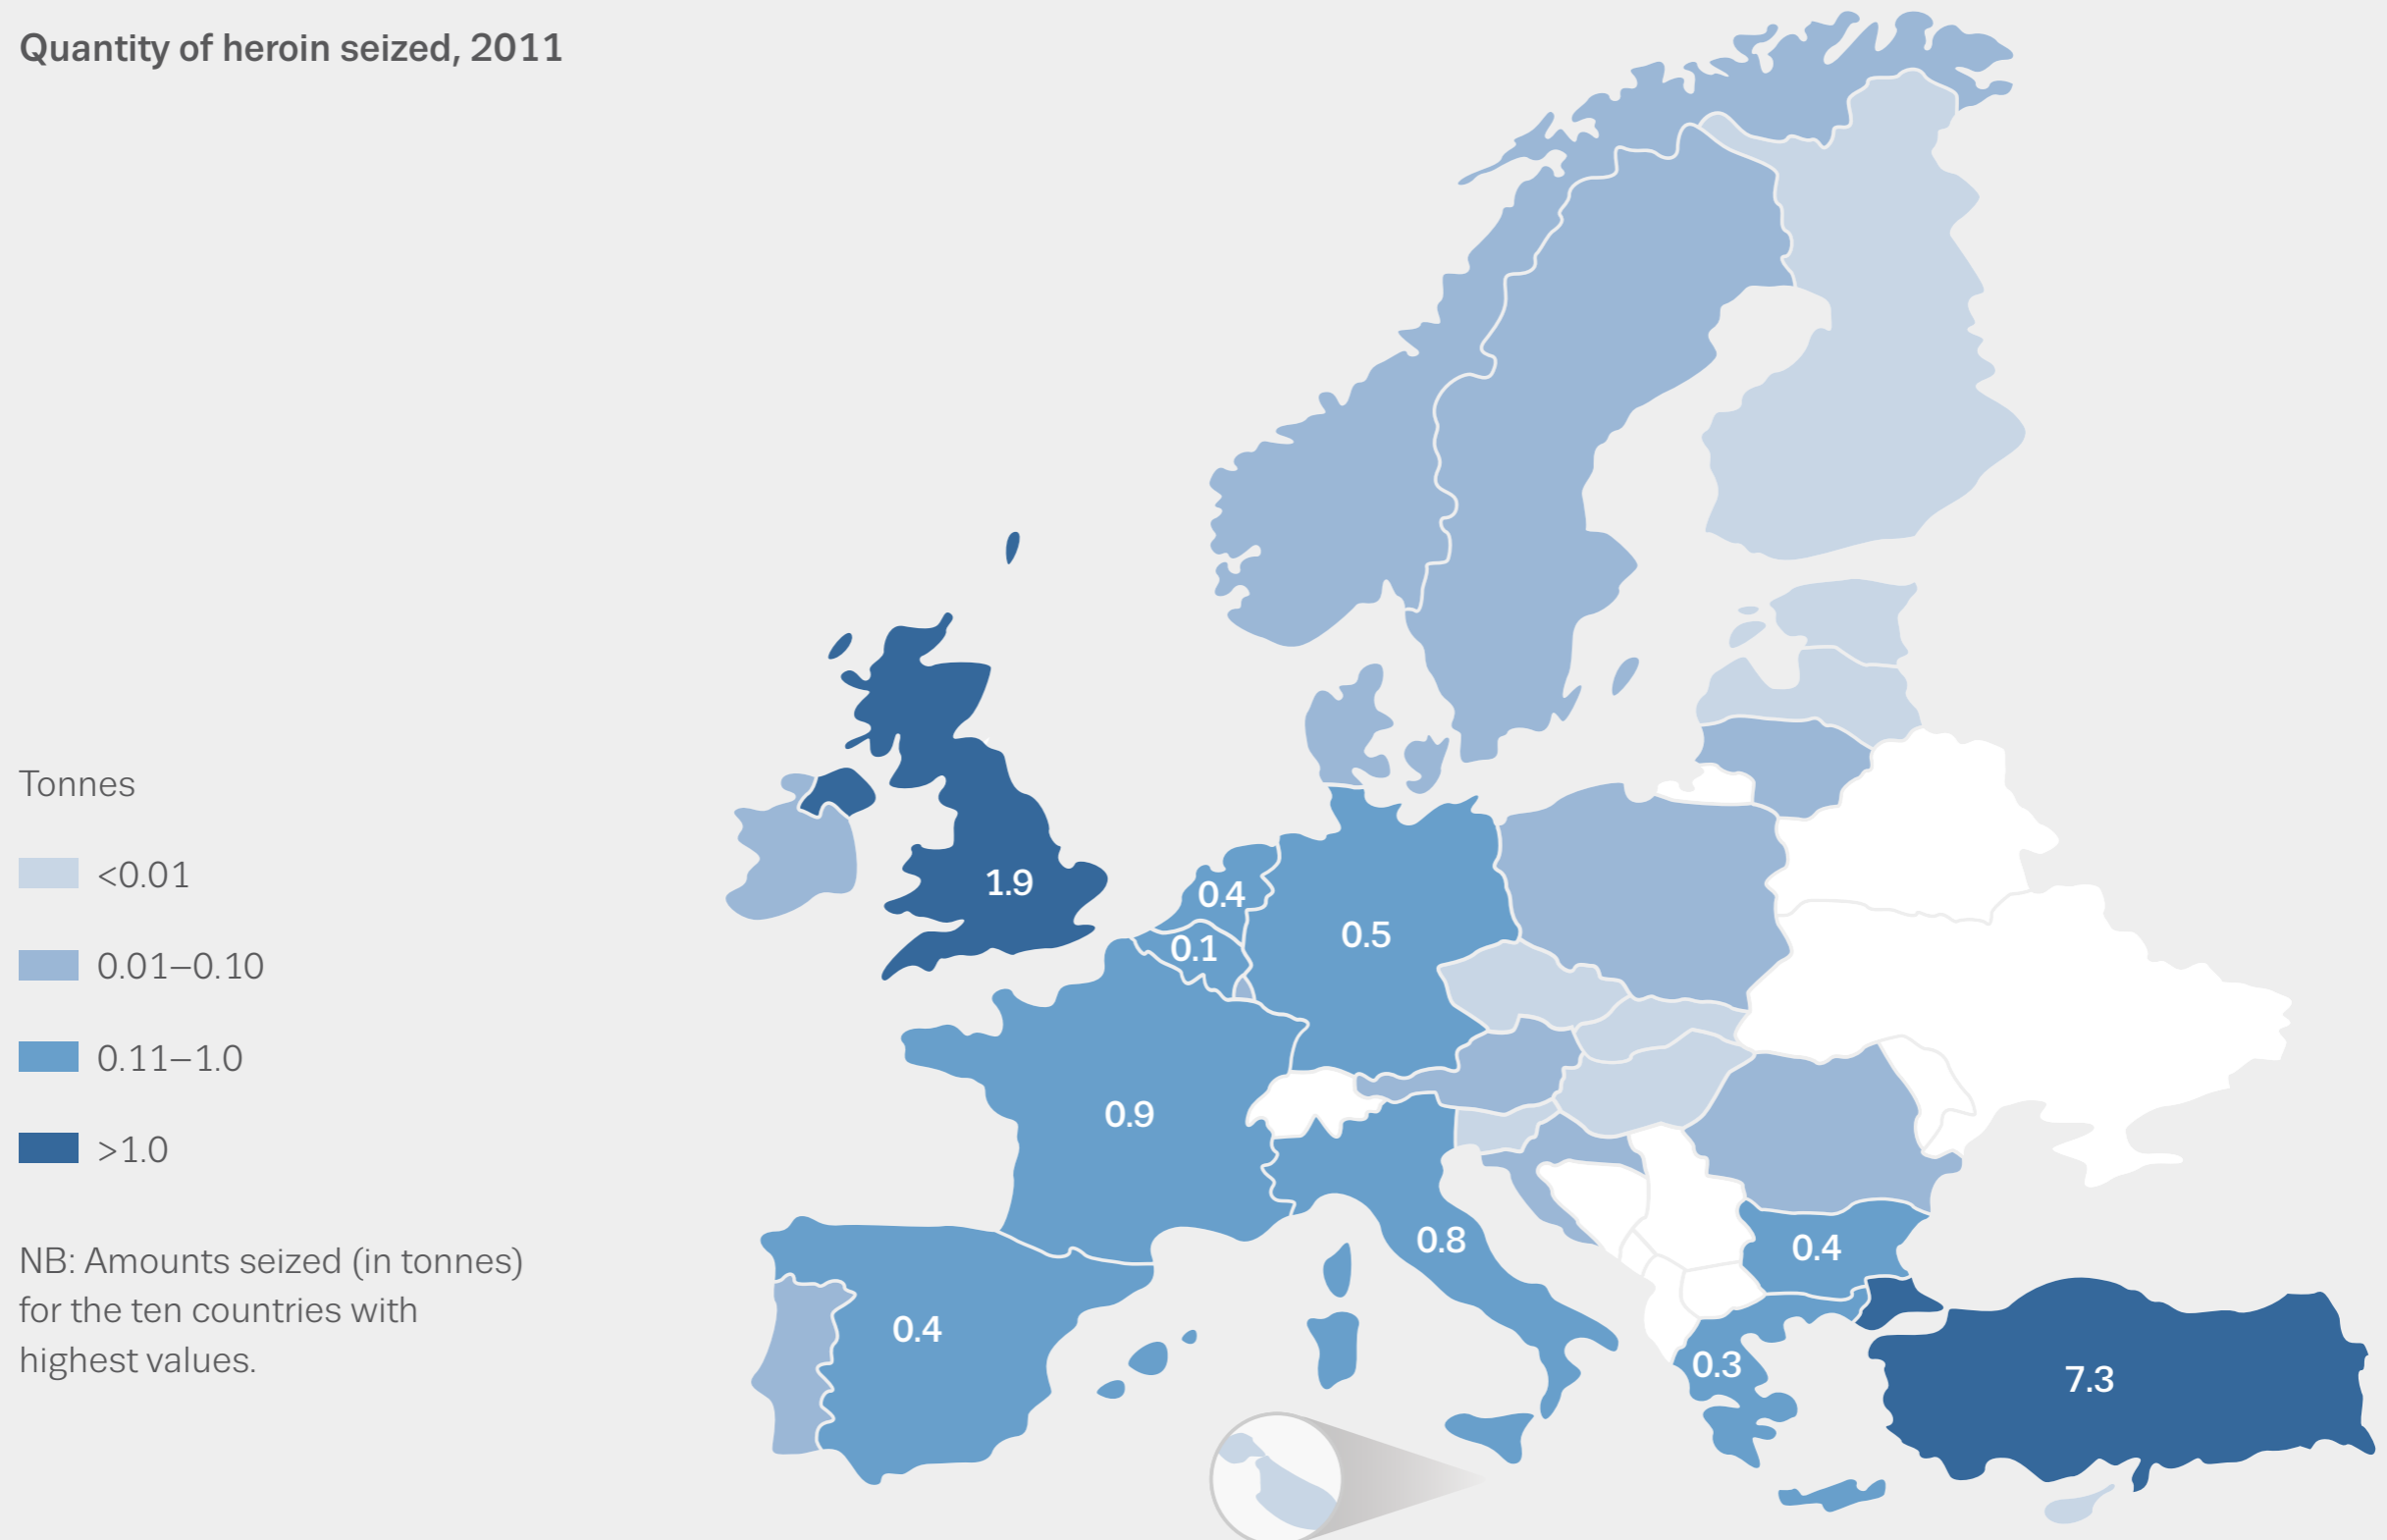 Quantity of heroin seized, 2011
Tonnes
<0.01
0.01–0.10
0.11–1.0
>1.0
NB: Amounts seized (in tonnes)
for the ten countries with
highest values.
1.9
0.4
0.1
0.5
0.9
0.8
0.4
0.4
0.3
7.3